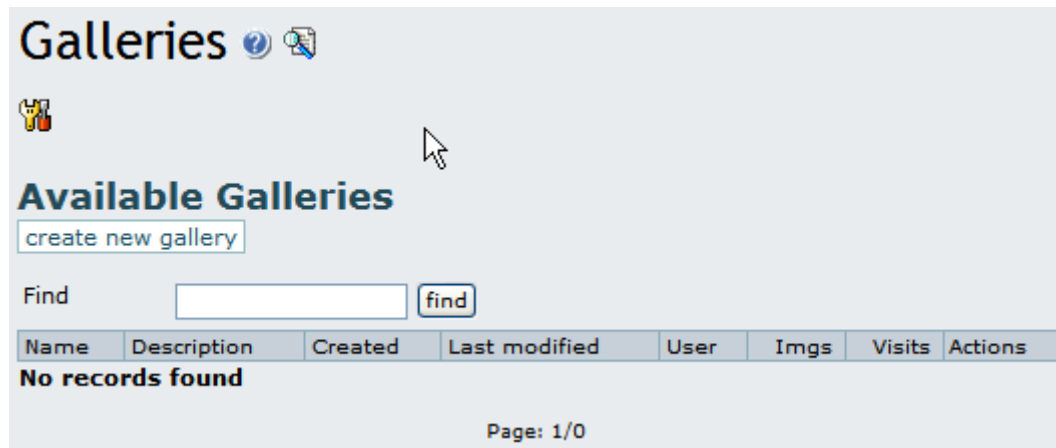 Galleries
Available Galleries
create new gallery
Find find
Name Description Created Last modified User Imgs Visits Actions
No records found
Page: 1/0